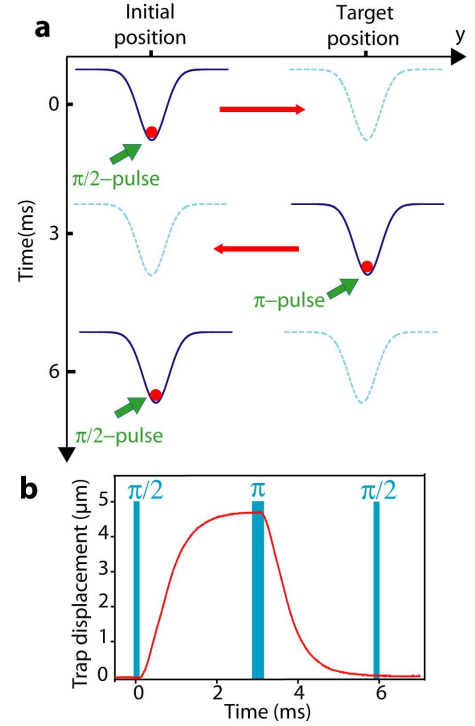 a
Initial
position
Target
position
y
0
π/2−pulse
Time(ms)
3
π−pulse
6
π/2−pulse
b
π/2
π
π/2
Trap displacement (µm)
5
4
3
2
1
0
0
2
4
6
Time (ms)